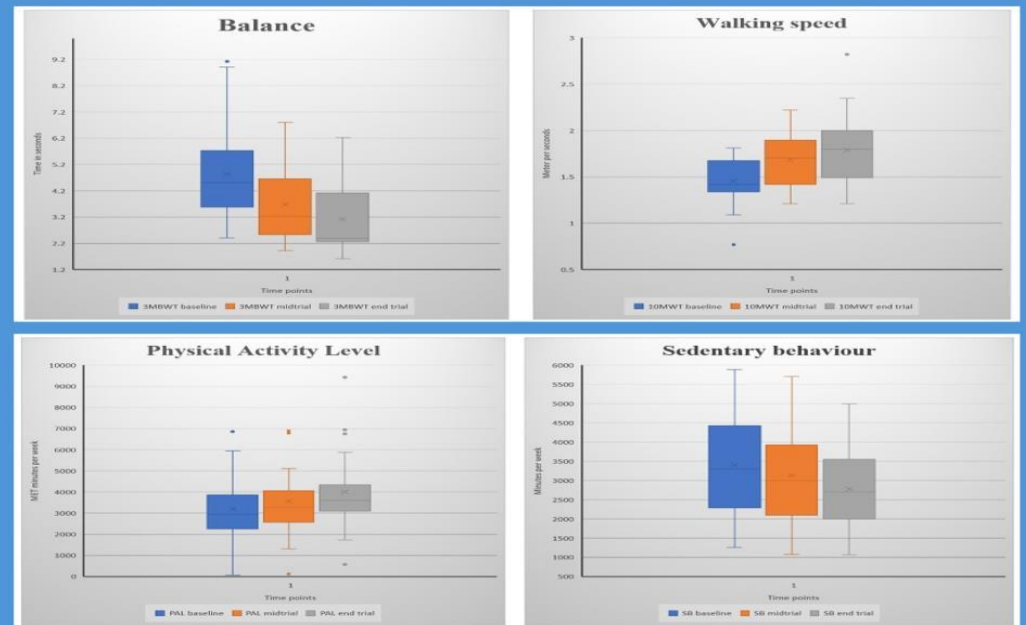 Balance
9.2
8.2
7.2
6.2
5.2
4.2
3.2
2.2
1.2
Time in seconds
1
Time points
3MBWT baseline 3MBWT midtrial 3MBWT end trial
Walking speed
3
2.5
2
1.5
1
0.5
Meter per seconds
1
Time points
10MWT baseline 10MWT midtrial 10MWT end trial
Physical Activity Level
10000
9000
8000
7000
6000
5000
4000
3000
2000
1000
0
MET minutes per week
1
Time points
PAL baseline PAL midtrial PAL end trial
Sedentary behaviour
6000
5500
5000
4500
4000
3500
3000
2500
2000
1500
1000
500
Minutes per week
1
Time points
SB baseline SB midtrial SB end trial